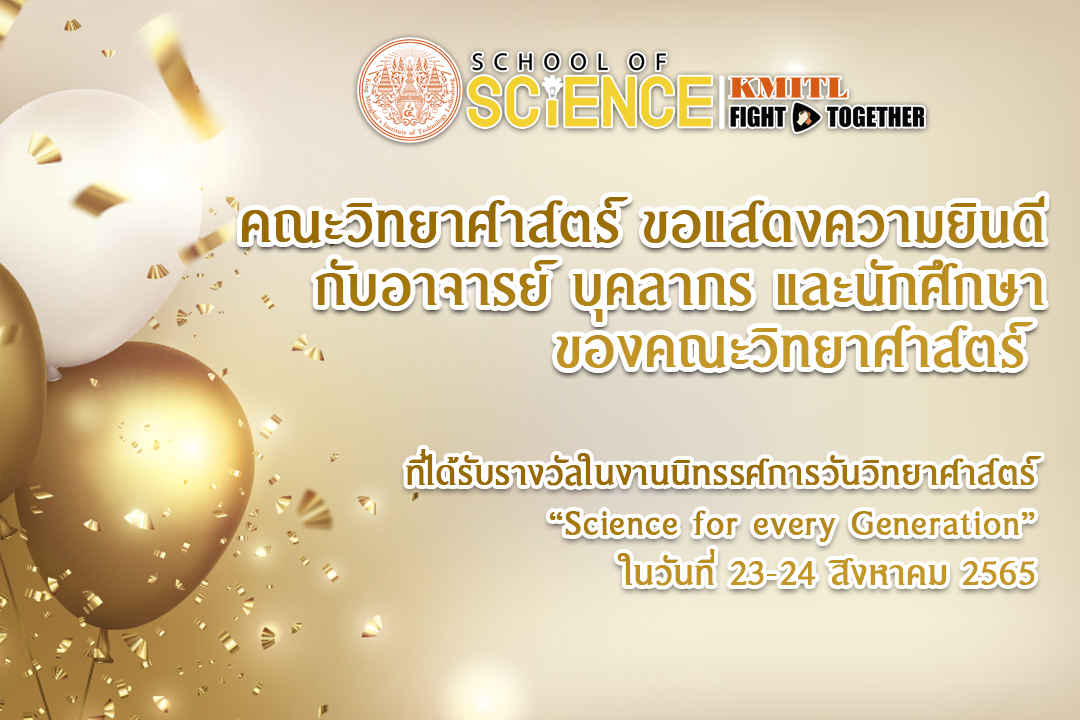 SCHOOL OF
SCiENCE
KMITL
FIGHT TOGETHER
King Mongkut's Institute of Technology Ladkrabang
คณะวิทยาศาสตร์ ขอแสดงความยินดี
กับอาจารย์ บุคลากร และนักศึกษา
ของคณะวิทยาศาสตร์
ที่ได้รับรางวัลในงานนิทรรศการวันวิทยาศาสตร์
“Science for every Generation”
ในวันที่ 23-24 สิงหาคม 2565